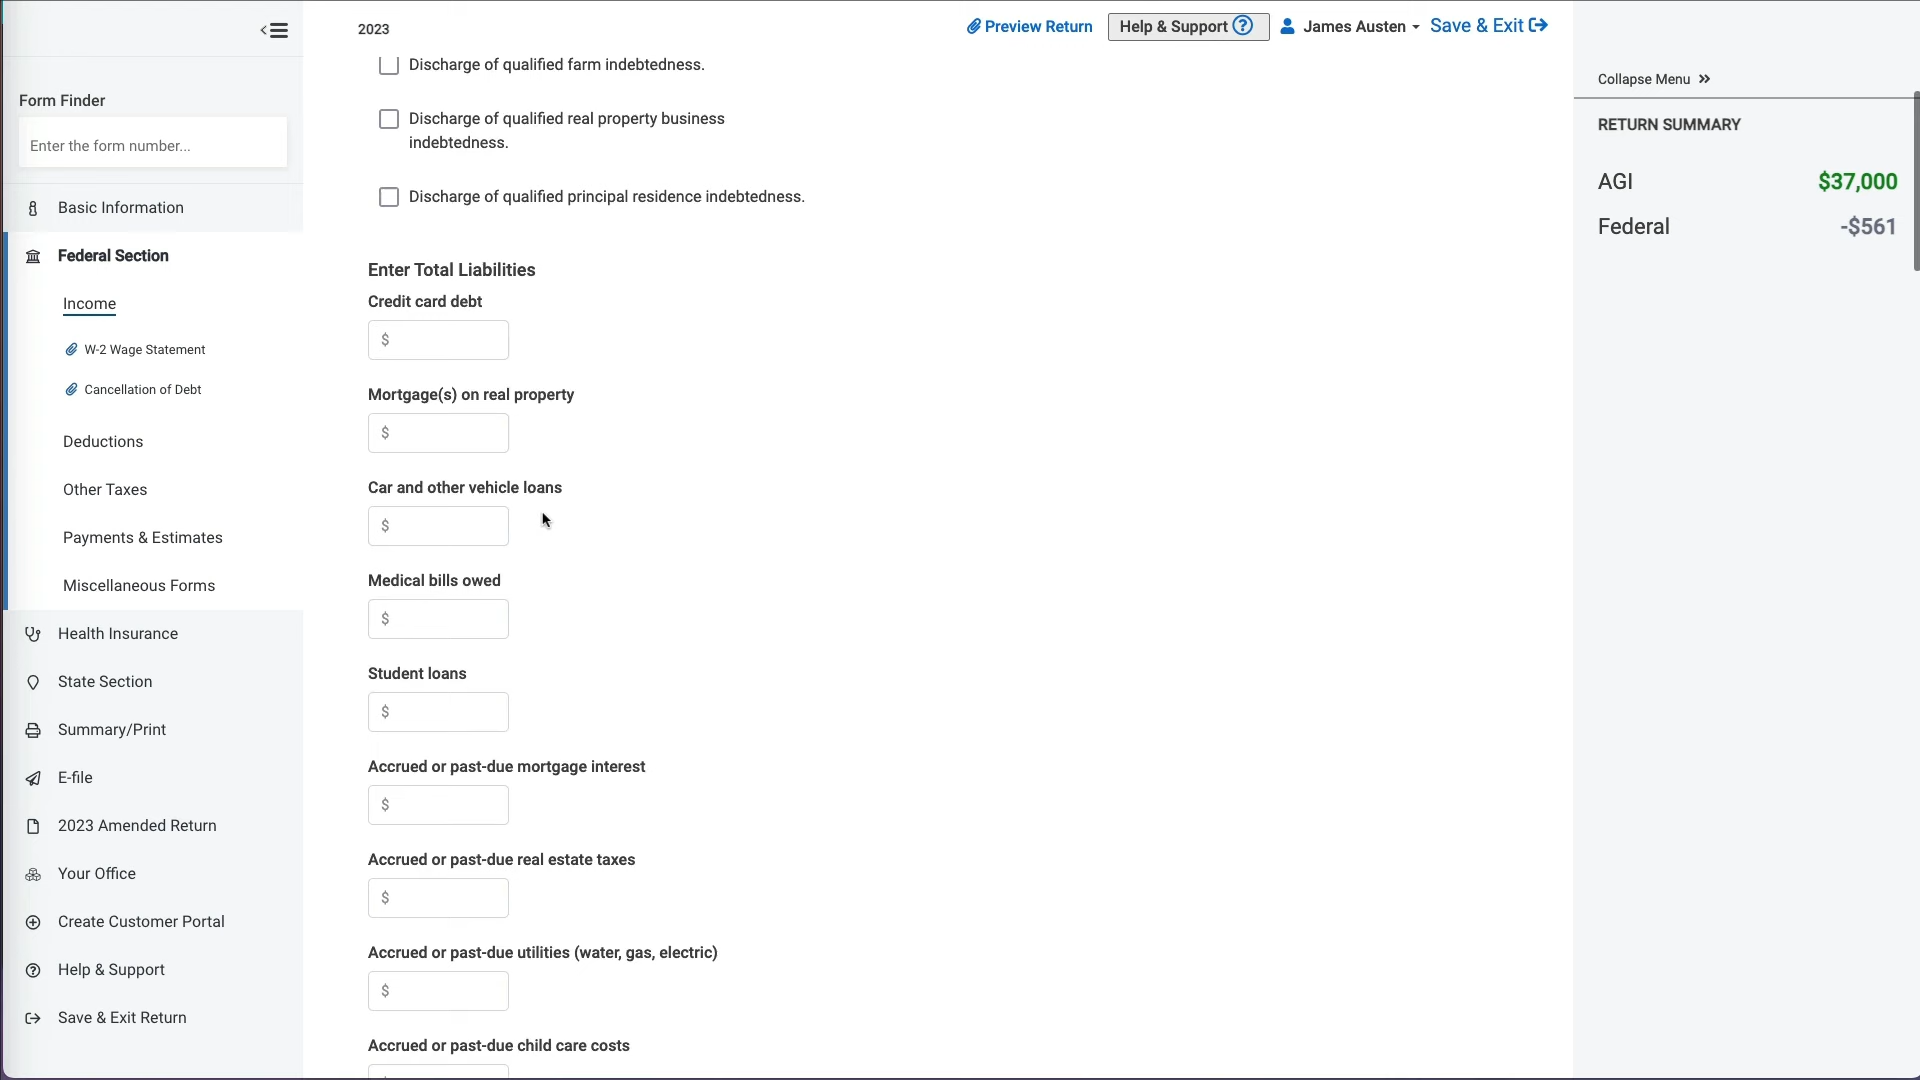 2023
Preview Return
Help & Support
James Austen
Save & Exit
Form Finder
Enter the form number...
Basic Information
Federal Section
Income
W-2 Wage Statement
Cancellation of Debt
Deductions
Other Taxes
Payments & Estimates
Miscellaneous Forms
Health Insurance
State Section
Summary/Print
E-file
2023 Amended Return
Your Office
Create Customer Portal
Help & Support
Save & Exit Return
Discharge of qualified farm indebtedness.
Discharge of qualified real property business
indebtedness.
Discharge of qualified principal residence indebtedness.
Enter Total Liabilities
Credit card debt
$
Mortgage(s) on real property
$
Car and other vehicle loans
$
Medical bills owed
$
Student loans
$
Accrued or past-due mortgage interest
$
Accrued or past-due real estate taxes
$
Accrued or past-due utilities (water, gas, electric)
$
Accrued or past-due child care costs
Collapse Menu »
RETURN SUMMARY
AGI $37,000
Federal -$561